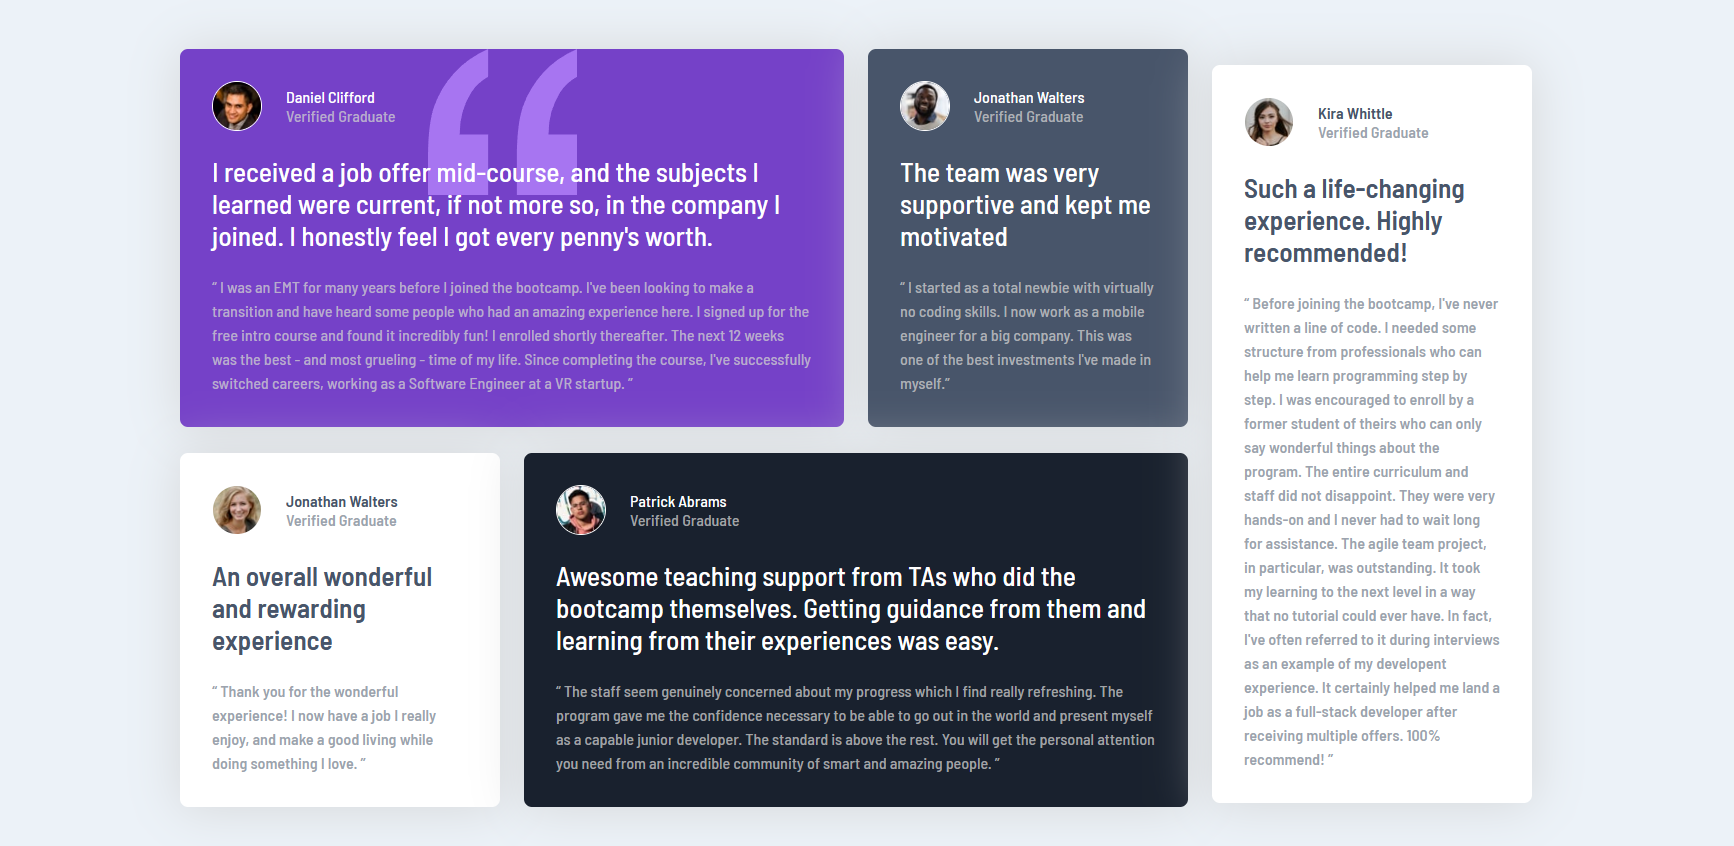 Daniel Clifford
Verified Graduate
I received a job offer mid-course, and the subjects I
learned were current, if not more so, in the company I
joined. I honestly feel I got every penny's worth.
“ I was an EMT for many years before I joined the bootcamp. I've been looking to make a
transition and have heard some people who had an amazing experience here. I signed up for the
free intro course and found it incredibly fun! I enrolled shortly thereafter. The next 12 weeks
was the best - and most grueling - time of my life. Since completing the course, I've successfully
switched careers, working as a Software Engineer at a VR startup. ”
Jonathan Walters
Verified Graduate
The team was very
supportive and kept me
motivated
“ I started as a total newbie with virtually
no coding skills. I now work as a mobile
engineer for a big company. This was
one of the best investments I've made in
myself.”
Kira Whittle
Verified Graduate
Such a life-changing
experience. Highly
recommended!
“ Before joining the bootcamp, I've never
written a line of code. I needed some
structure from professionals who can
help me learn programming step by
step. I was encouraged to enroll by a
former student of theirs who can only
say wonderful things about the
program. The entire curriculum and
staff did not disappoint. They were very
hands-on and I never had to wait long
for assistance. The agile team project,
in particular, was outstanding. It took
my learning to the next level in a way
that no tutorial could ever have. In fact,
I've often referred to it during interviews
as an example of my developent
experience. It certainly helped me land a
job as a full-stack developer after
receiving multiple offers. 100%
recommend! ”
Jonathan Walters
Verified Graduate
An overall wonderful
and rewarding
experience
“ Thank you for the wonderful
experience! I now have a job I really
enjoy, and make a good living while
doing something I love. ”
Patrick Abrams
Verified Graduate
Awesome teaching support from TAs who did the
bootcamp themselves. Getting guidance from them and
learning from their experiences was easy.
“ The staff seem genuinely concerned about my progress which I find really refreshing. The
program gave me the confidence necessary to be able to go out in the world and present myself
as a capable junior developer. The standard is above the rest. You will get the personal attention
you need from an incredible community of smart and amazing people. ”